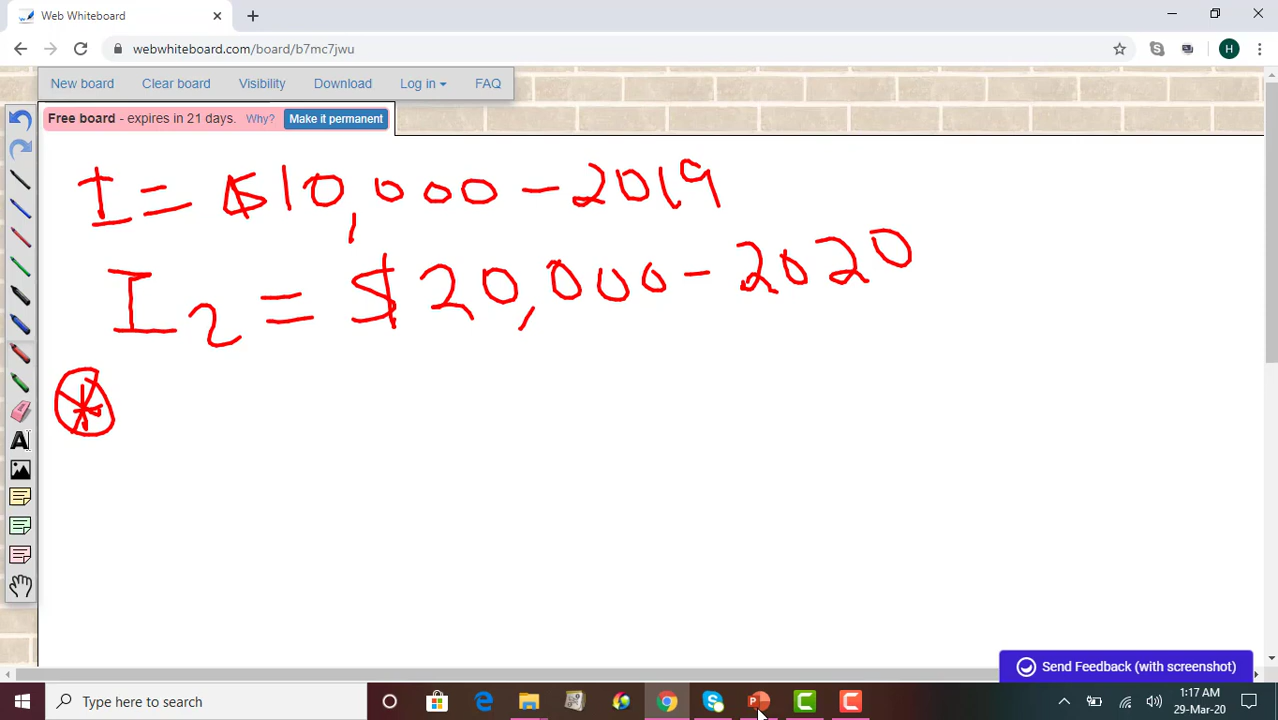 Web Whiteboard
webwhiteboard.com/board/b7mc7jwu
H
New board Clear board Visibility Download Log in FAQ
Free board - expires in 21 days. Why? Make it permanent
I = $10,000 - 2019
I2 = $20,000 - 2020
A
Send Feedback (with screenshot)
Type here to search
1:17 AM
29-Mar-20